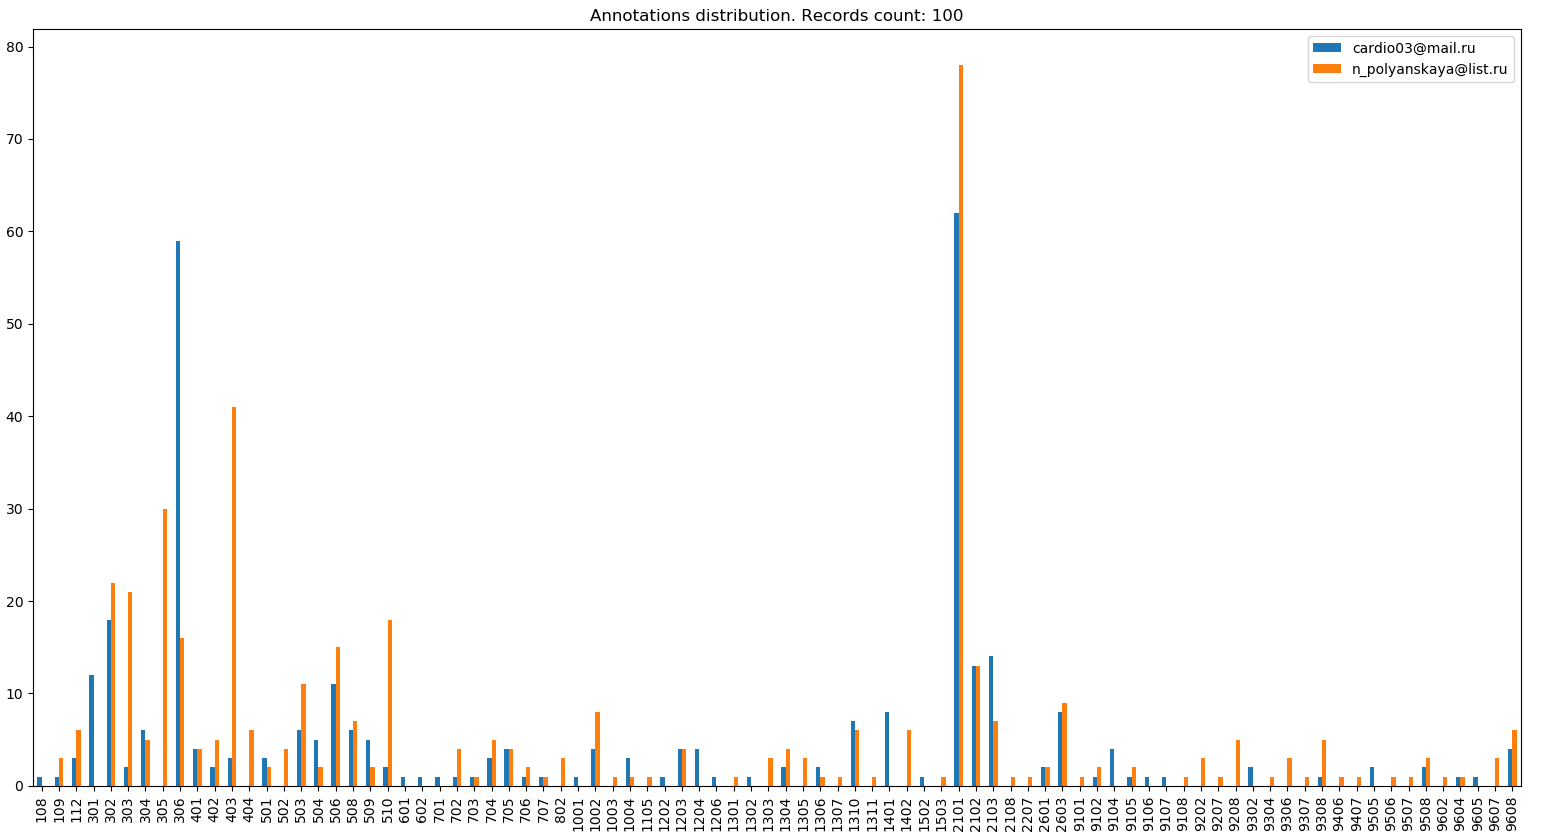 Annotations distribution. Records count: 100
cardio03@mail.ru
n_polyanskaya@list.ru
80
70
60
50
40
30
20
10
0
108 109 112 301 302 303 304 305 306 401 402 403 404 501 502 503 504 506 508 509 510 601 602 701 702 703 704 705 706 707 802 1001 1002 1003 1004 1105 1202 1203 1204 1206 1301 1302 1303 1304 1305 1306 1307 1310 1311 1401 1402 1502 1503 2101 2102 2103 2108 2207 2601 2603 9101 9102 9104 9105 9106 9107 9108 9202 9207 9208 9302 9304 9306 9307 9308 9406 9407 9505 9506 9507 9508 9602 9604 9605 9607 9608